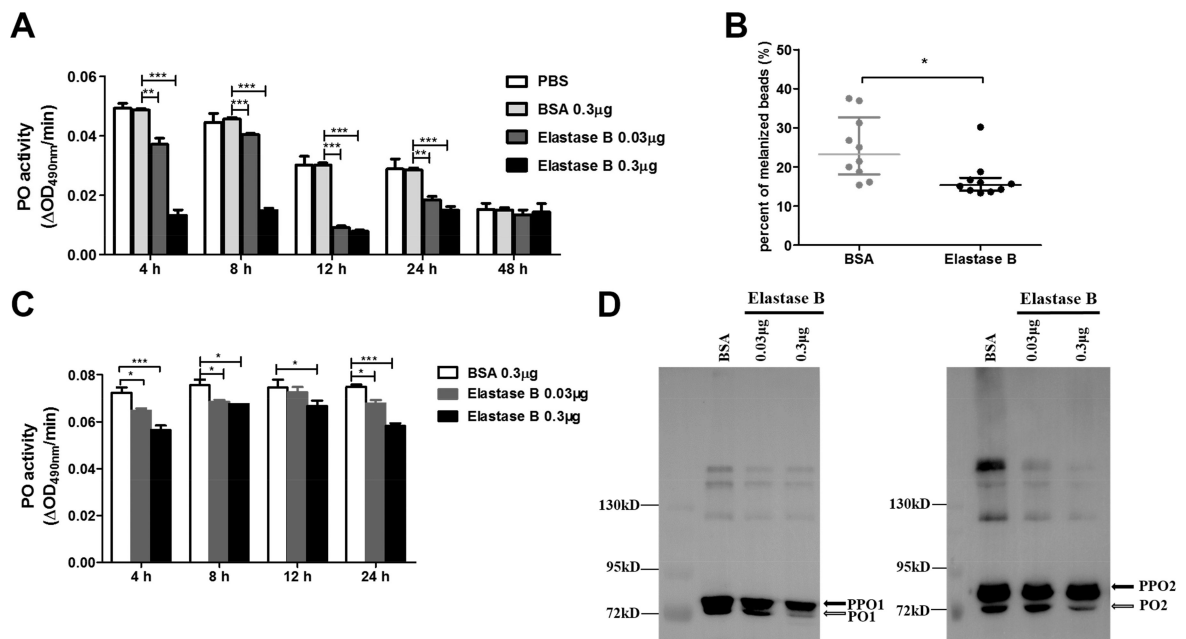 A
PO activity
(ΔOD490nm/min)
0.06
0.04
0.02
0.00
***
**
***
***
***
***
***
**
4 h
8 h
12 h
24 h
48 h
PBS
BSA 0.3μg
Elastase B 0.03μg
Elastase B 0.3μg
B
percent of melanized beads (%)
50
40
30
20
10
0
*
BSA
Elastase B
C
PO activity
(ΔOD490nm/min)
0.08
0.06
0.04
0.02
0.00
***
*
*
*
*
***
*
4 h
8 h
12 h
24 h
BSA 0.3μg
Elastase B 0.03μg
Elastase B 0.3μg
D
Elastase B
BSA
0.03μg
0.3μg
130kD
95kD
72kD
PPO1
PO1
Elastase B
BSA
0.03μg
0.3μg
130kD
95kD
72kD
PPO2
PO2